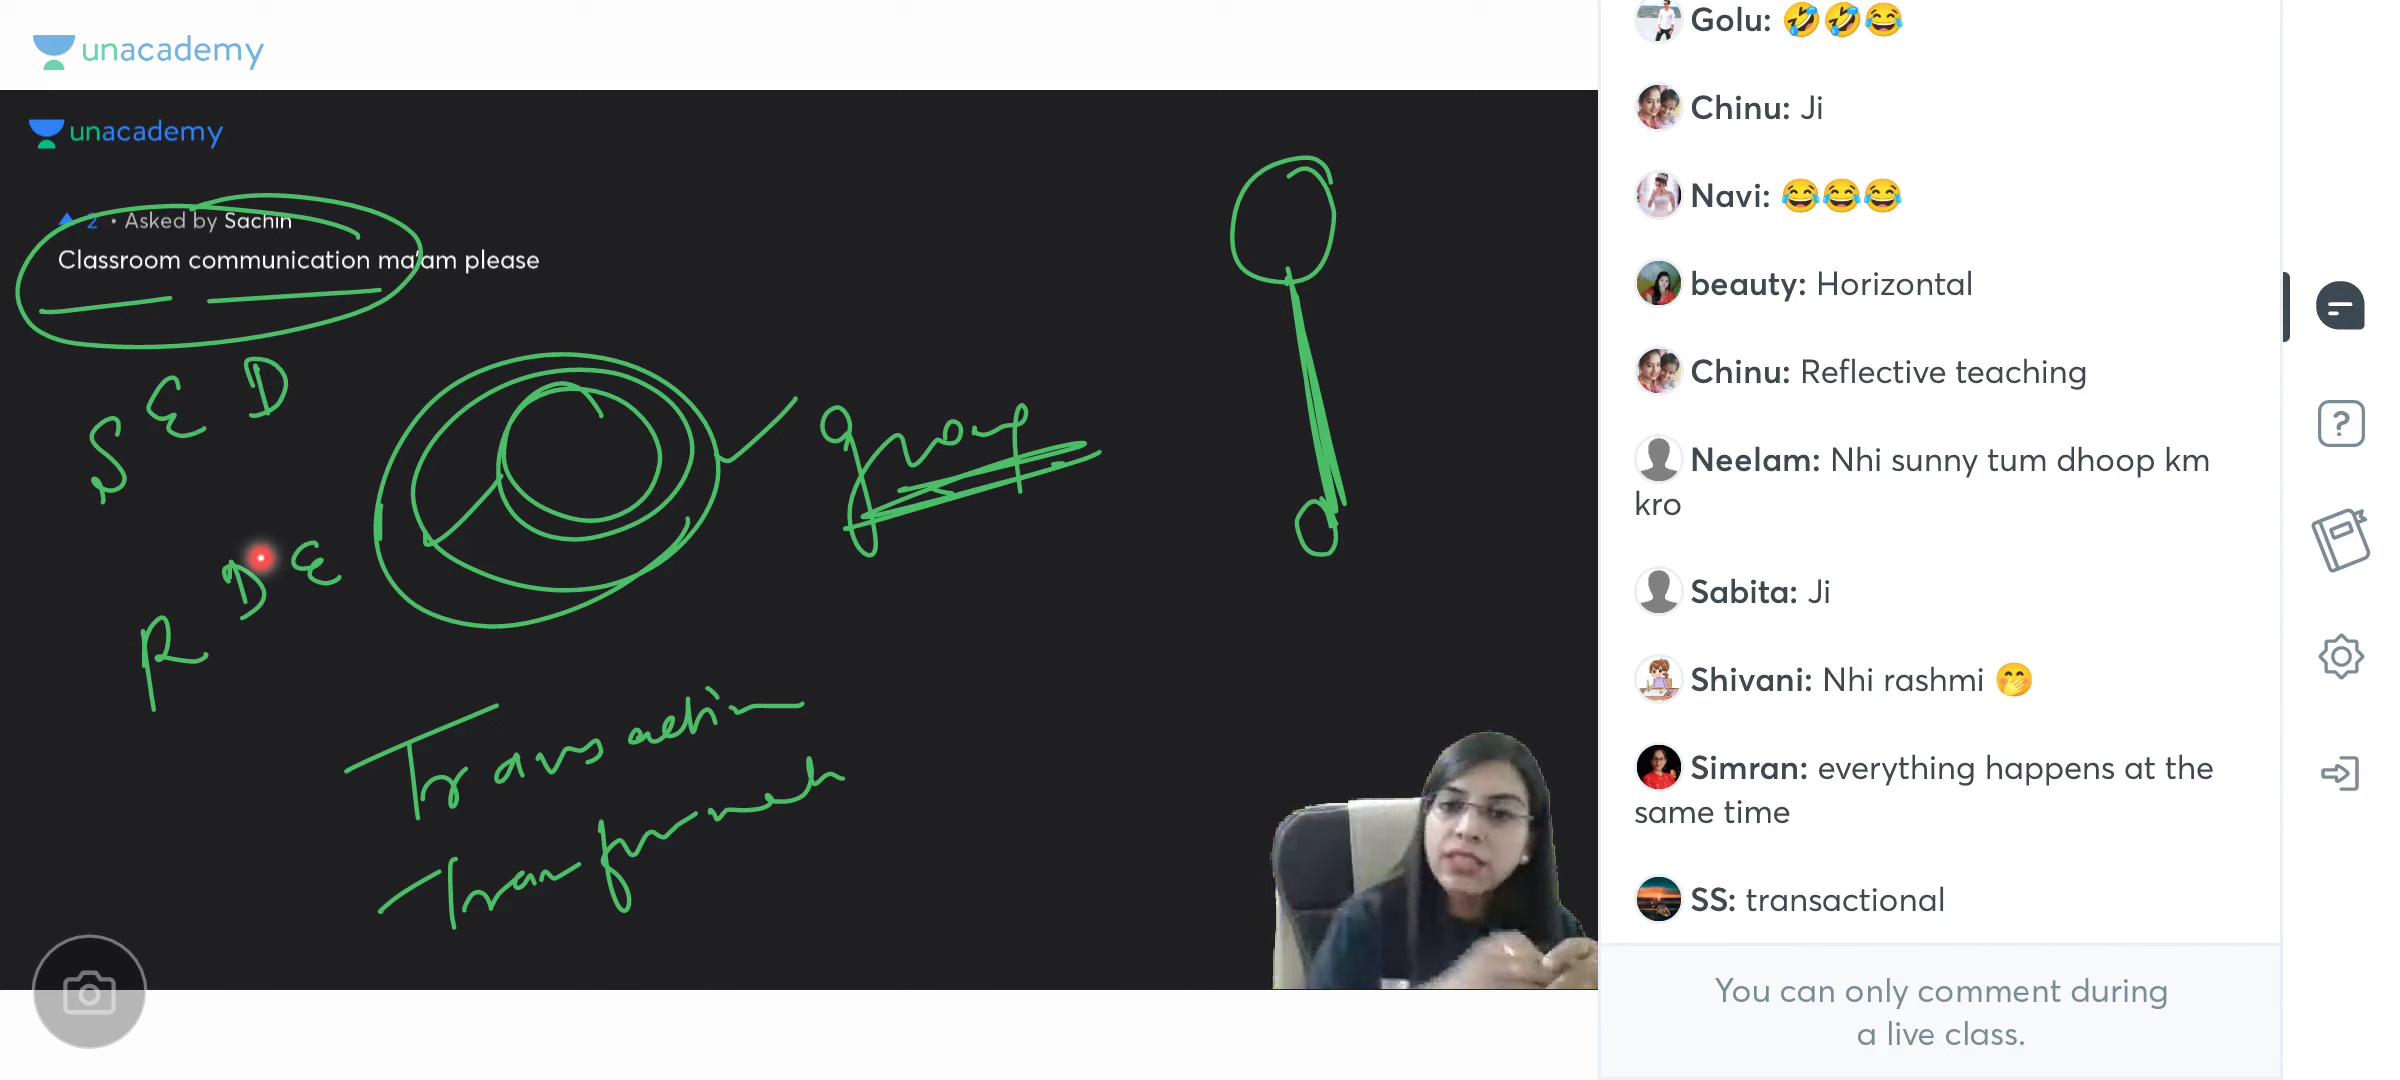 unacademy
unacademy
2 • Asked by Sachin
Classroom communication ma'am please
S E D
R D E
group
Transaction
Golu: 🤣🤣😂
Chinu: Ji
Navi: 😂😂😂
beauty: Horizontal
Chinu: Reflective teaching
Neelam: Nhi sunny tum dhoop km
kro
Sabita: Ji
Shivani: Nhi rashmi 🤭
Simran: everything happens at the
same time
SS: transactional
You can only comment during
a live class.
?